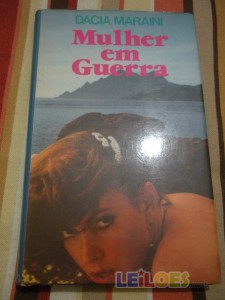 DACIA MARAINI
Mulher
em
Guerra
LEILOES